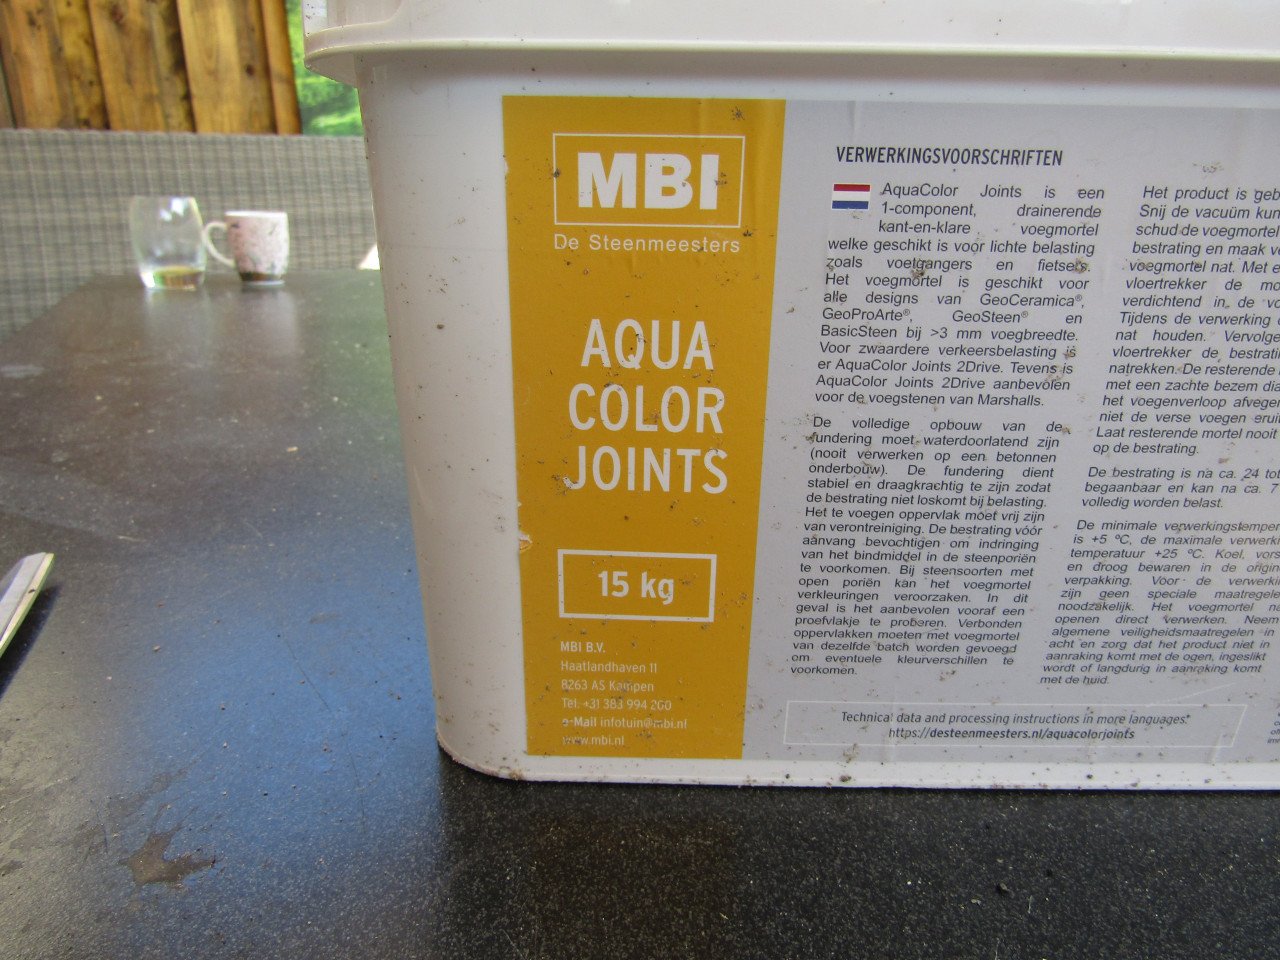 MBI
De Steenmeesters
AQUA
COLOR
JOINTS
15 kg
MBI B.V.
Haatlandhaven 11
8263 AS Kampen
Tel. +31 383 994 200
e-Mail infotuin@mbi.nl
www.mbi.nl
VERWERKINGSVOORSCHRIFTEN
AquaColor Joints is een
1-component, drainerende
kant-en-klare voegmortel
welke geschikt is voor lichte belasting
zoals voetgangers en fietsers.
Het voegmortel is geschikt voor
alle designs van GeoCeramica®,
GeoProArte®, GeoSteen® en
BasicSteen bij >3 mm voegbreedte.
Voor zwaardere verkeersbelasting is
er AquaColor Joints 2Drive. Tevens is
AquaColor Joints 2Drive aanbevolen
voor de voegstenen van Marshalls.
De volledige opbouw van de
fundering moet waterdoorlatend zijn
(nooit verwerken op een betonnen
onderbouw). De fundering dient
stabiel en draagkrachtig te zijn zodat
de bestrating niet loskomt bij belasting.
Het te voegen oppervlak moet vrij zijn
van verontreiniging. De bestrating vóór
aanvang bevochtigen om indringing
van het bindmiddel in de steenporiën
te voorkomen. Bij steensoorten met
open poriën kan het voegmortel
verkleuringen veroorzaken. In dit
geval is het aanbevolen vooraf een
proefvlakje te proberen. Verbonden
oppervlakken moeten met voegmortel
van dezelfde batch worden gevoegd
om eventuele kleurverschillen te
voorkomen.
Het product is geb
Snij de vacuüm kun
schud de voegmortel
bestrating en maak v
voegmortel nat. Met e
vloertrekker de mo
verdichtend in de vo
Tijdens de verwerking
nat houden. Vervolge
vloertrekker de bestrati
natrekken. De resterende
met een zachte bezem dia
het voegenverloop afvegen
niet de verse voegen eruit
Laat resterende mortel nooit
op de bestrating.
De bestrating is na ca. 24 tot
begaanbaar en kan na ca. 7
volledig worden belast.
De minimale verwerkingstemper
is +5 ºC, de maximale verwerki
temperatuur +25 ºC. Koel, vors
en droog bewaren in de origin
verpakking. Voor de verwerki
zijn geen speciale maatregele
noodzakelijk. Het voegmortel na
openen direct verwerken. Neem
algemene veiligheidsmaatregelen in
acht en zorg dat het product niet in
aanraking komt met de ogen, ingeslikt
wordt of langdurig in aanraking komt
met de huid.
Technical data and processing instructions in more languages:
https://desteenmeesters.nl/aquacolorjoints